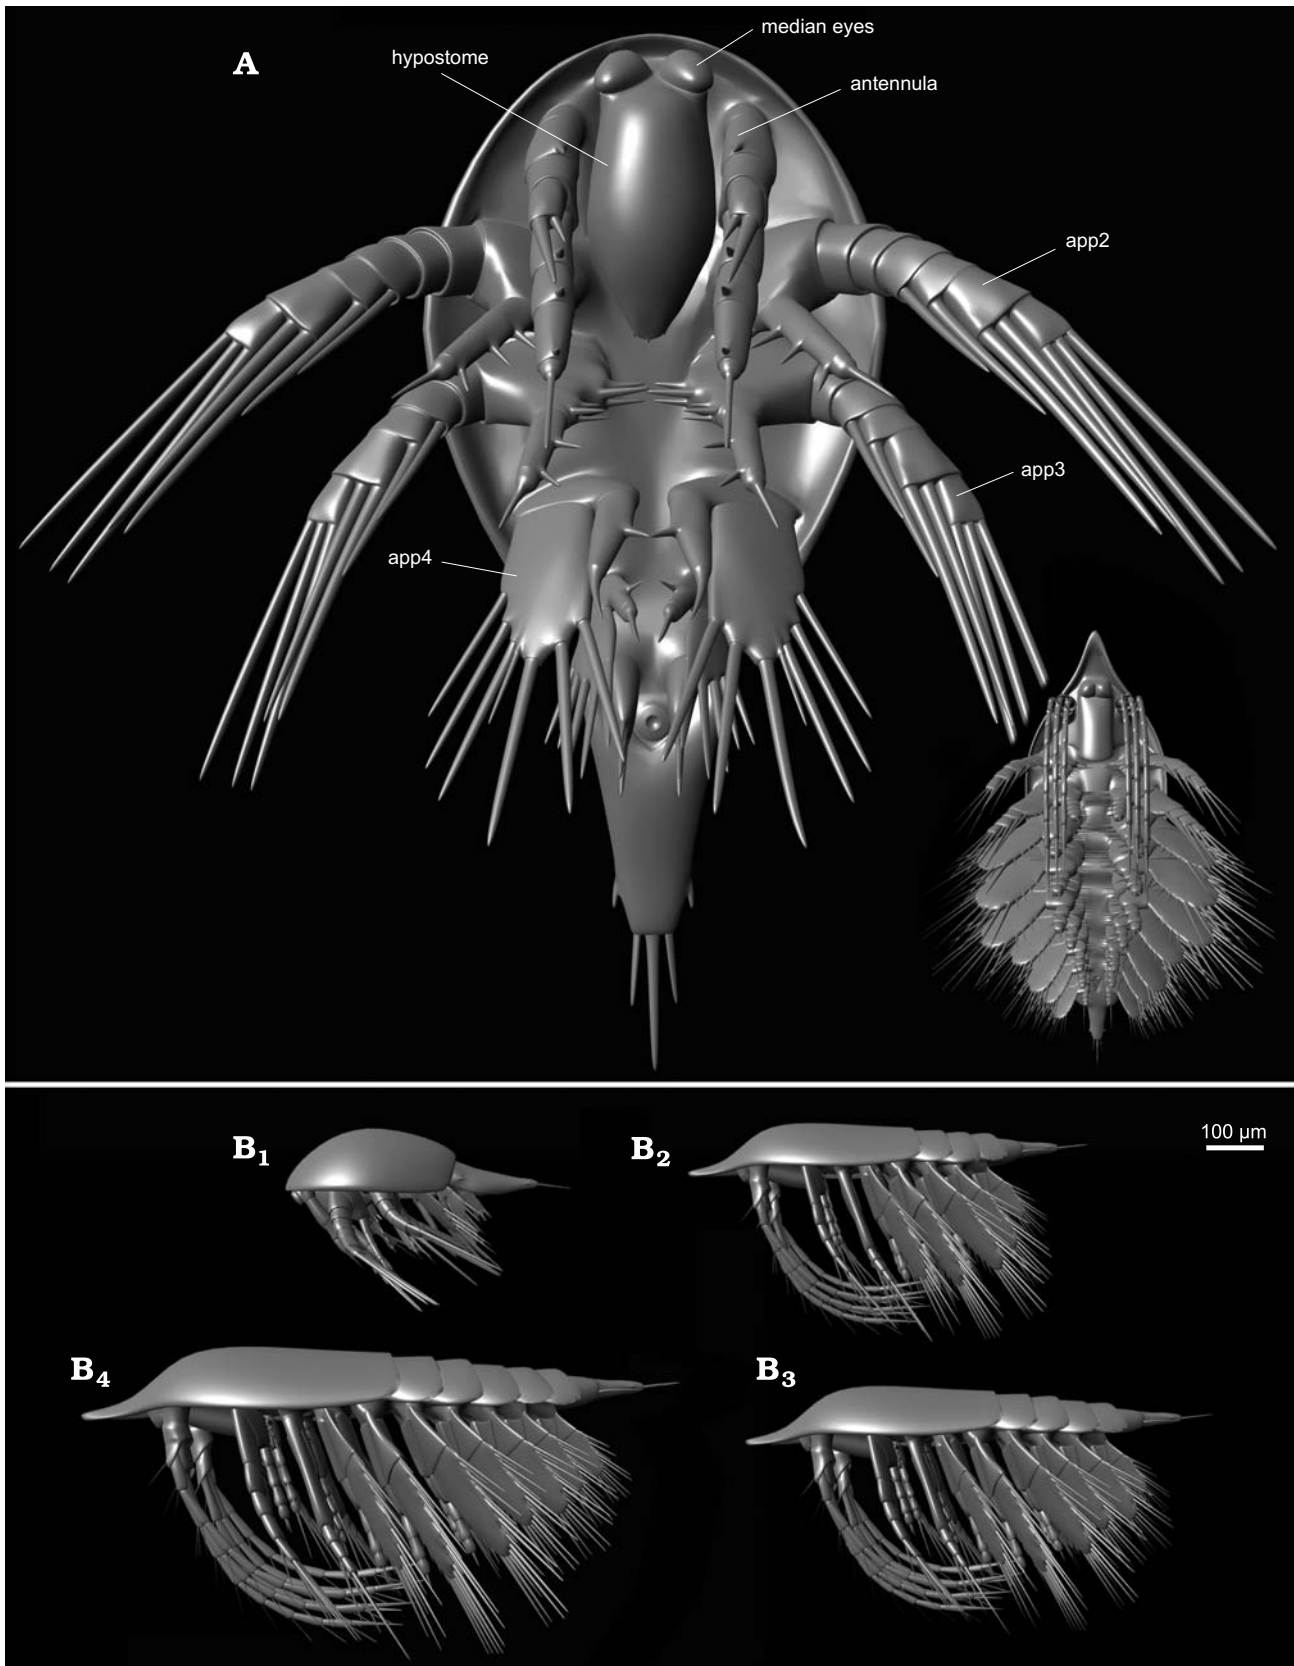 A
median eyes
hypostome
antennula
app2
app3
app4
B1
B2
100 µm
B4
B3